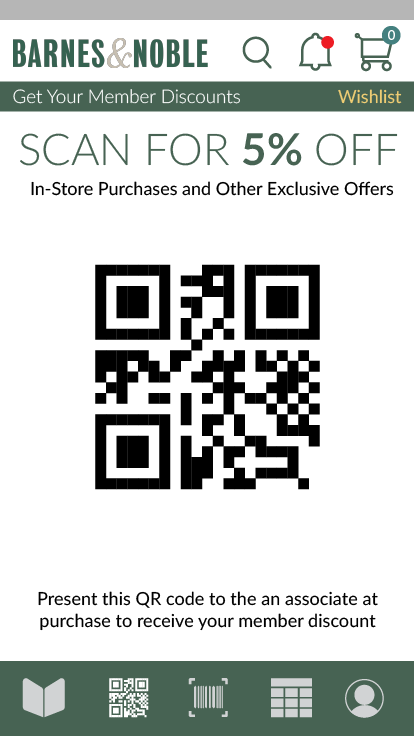 BARNES&NOBLE
0
Get Your Member Discounts Wishlist
SCAN FOR 5% OFF
In-Store Purchases and Other Exclusive Offers
Present this QR code to the an associate at
purchase to receive your member discount